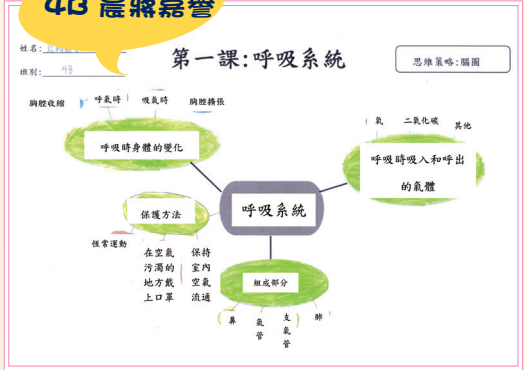 4B 晨將嘉譽
姓名:
班別: 4B
第一課:呼吸系統
思維策略:腦圖
胸腔收縮 呼氣時 吸氣時 胸腔擴張
呼吸時身體的變化
氧 二氧化碳 其他
呼吸時吸入和呼出
的氣體
呼吸系統
保護方法
恆常運動
在空氣
污濁的
地方戴
上口罩
保持
室內
空氣
流通
組成部分
鼻
氣管
支氣管
肺